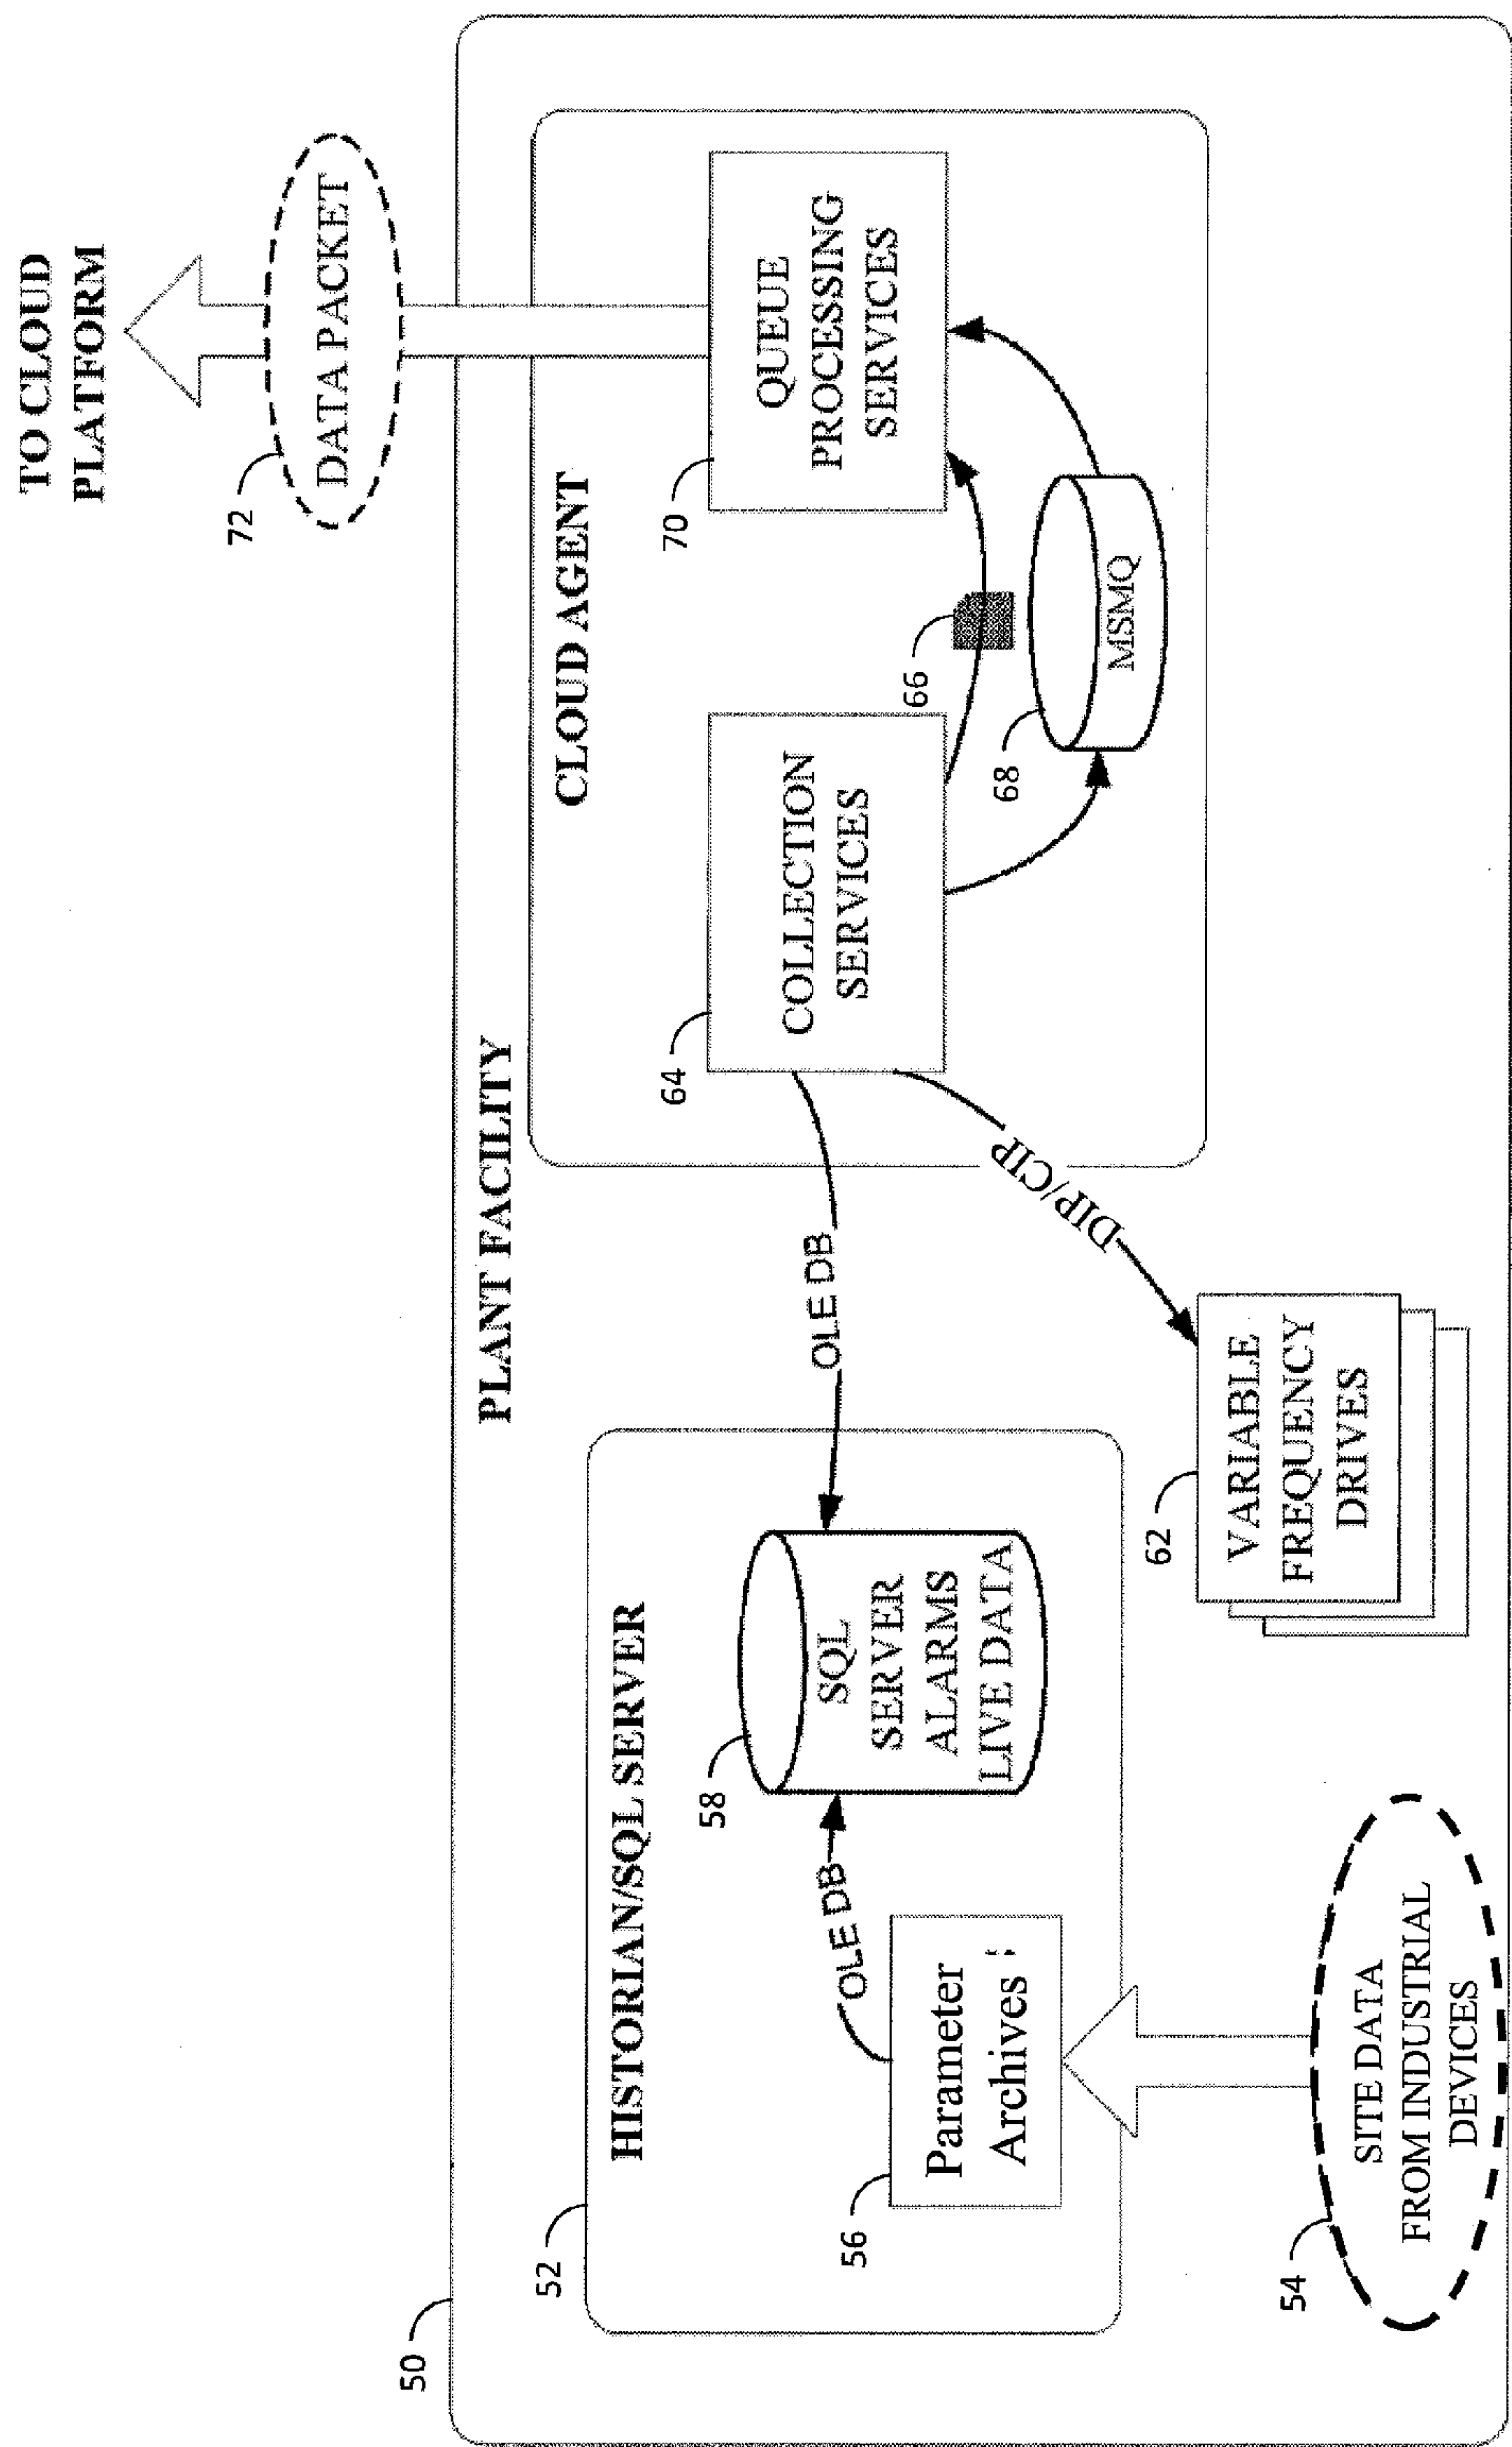 TO CLOUD
PLATFORM
72
DATA PACKET
50
PLANT FACILITY
52
HISTORIAN/SQL SERVER
CLOUD AGENT
58
SQL
SERVER
ALARMS
LIVE DATA
OLE DB
OLE DB
56
Parameter
Archives
64
COLLECTION
SERVICES
70
QUEUE
PROCESSING
SERVICES
66
68
MSMQ
DIP/CIP
62
VARIABLE
FREQUENCY
DRIVES
54
SITE DATA
FROM INDUSTRIAL
DEVICES